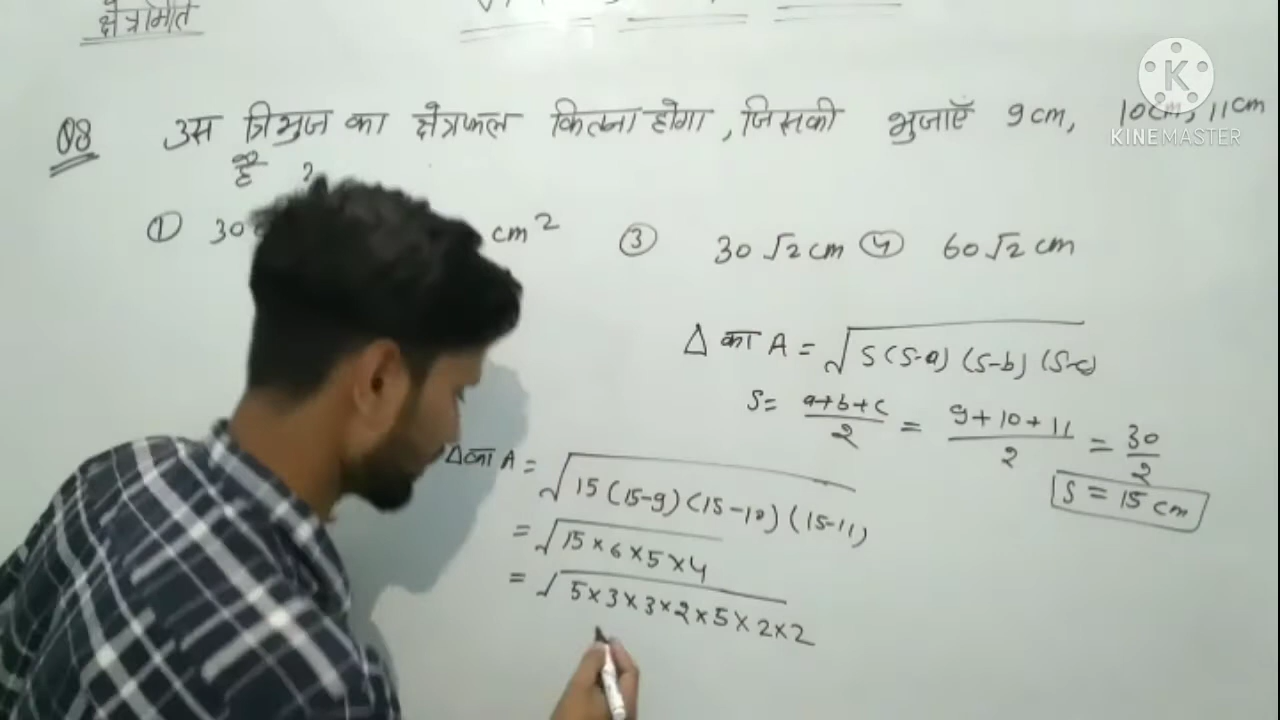 क्षेत्रमिति
Q8 उस त्रिभुज का क्षेत्रफल कितना होगा, जिसकी भुजाएँ 9 cm, 10cm, 11cm
हैं ?
① 30 cm² ③ 30√2 cm ④ 60√2 cm
Δ का A = √S(S-a) (S-b) (S-c)
S = a+b+c/2 = 9+10+11/2 = 30/2
S = 15 cm
Δ का A = √15 (15-9) (15-10) (15-11)
= √15×6×5×4
= √5×3×3×2×5×2×2
K
KINEMASTER